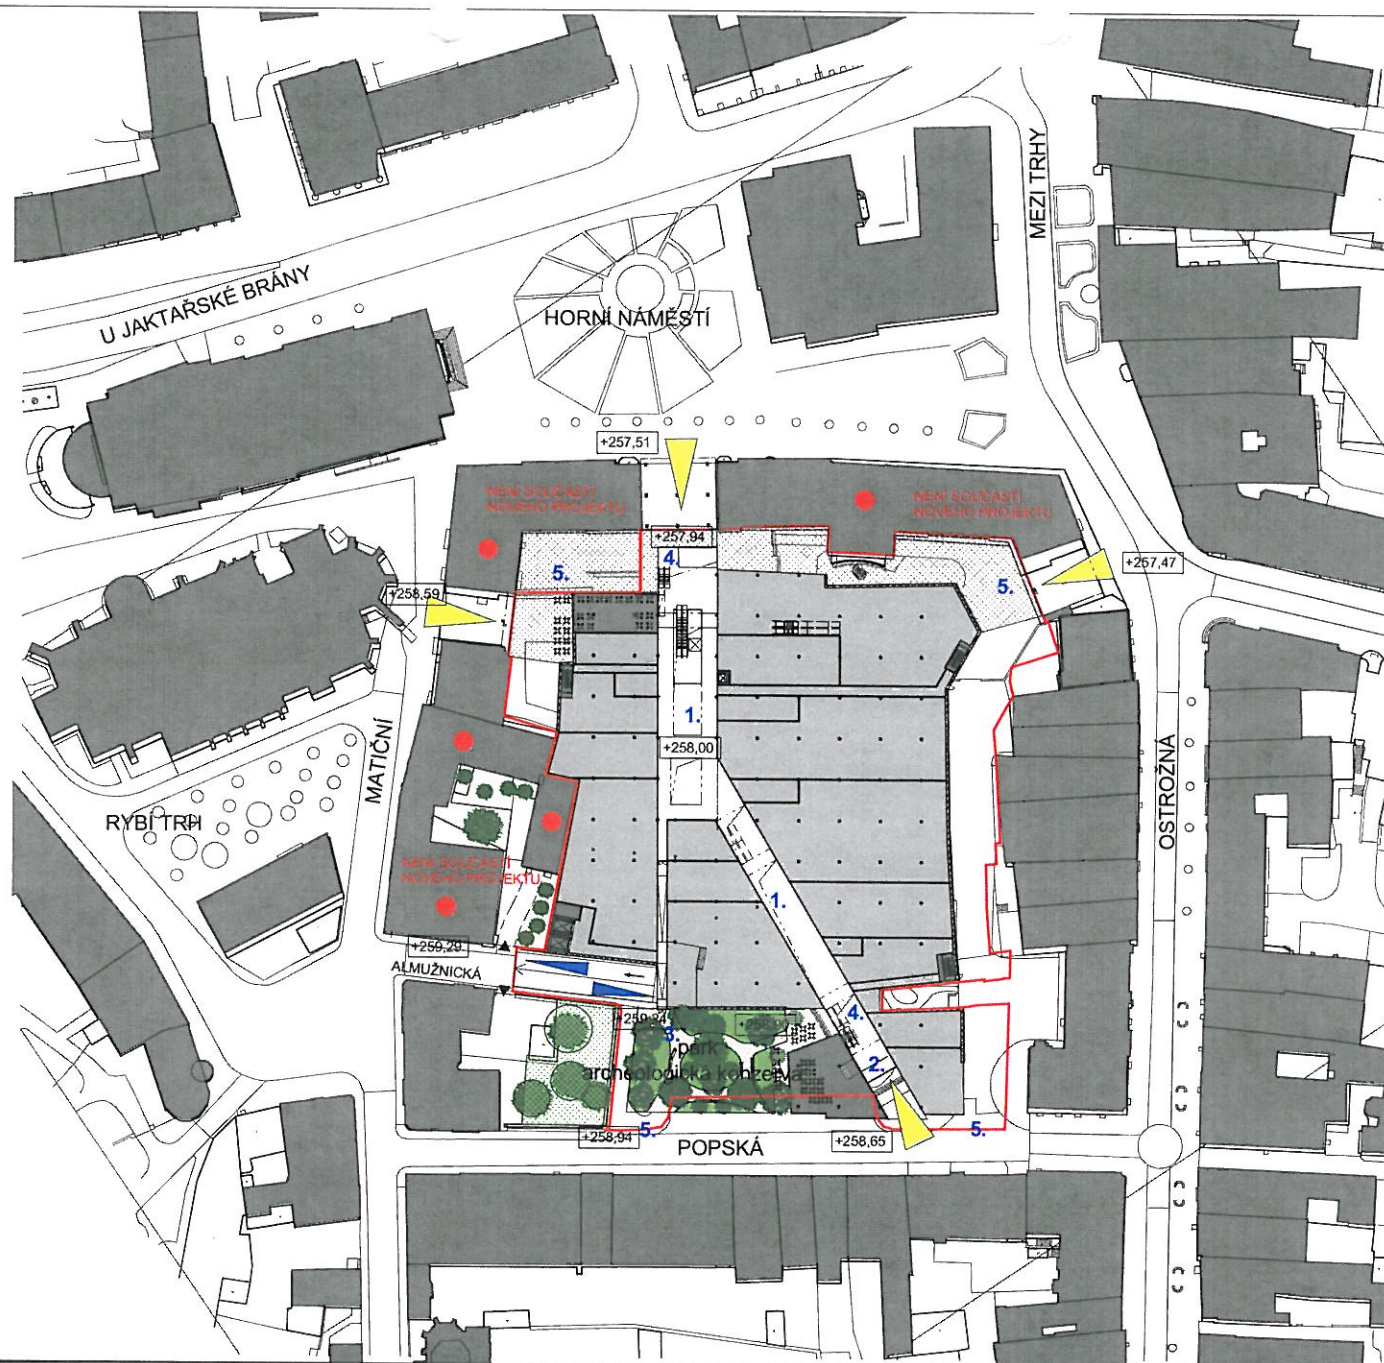 MEZI TRHY
U JAKTAŘSKÉ BRÁNY
HORNÍ NÁMĚSTÍ
+257,51
NENÍ SOUČÁSTÍ
NOVÉHO PROJEKTU
NENÍ SOUČÁSTÍ
NOVÉHO PROJEKTU
+257,94
4.
+257,47
5.
5.
+258,59
1.
+258,00
MATIČNÍ
OSTROŽNA
RYBÍ TRH
NENÍ SOUČÁSTÍ
NOVÉHO PROJEKTU
1.
+259,29
ALMUŽNICKÁ
4.
3.
park
archeologická konzerva
2.
5.
5.
+258,94
+258,65
POPSKÁ